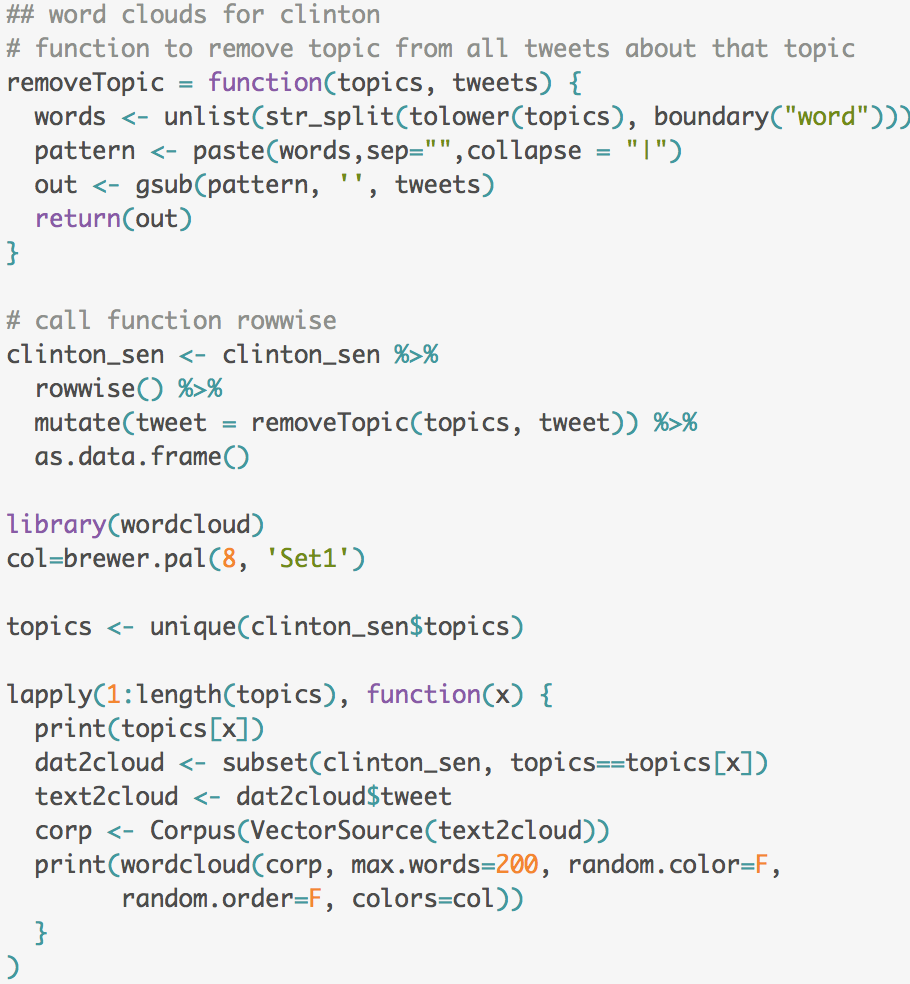 ## word clouds for clinton
# function to remove topic from all tweets about that topic
removeTopic = function(topics, tweets) {
  words <- unlist(str_split(tolower(topics), boundary("word")))
  pattern <- paste(words,sep="",collapse = "|")
  out <- gsub(pattern, '', tweets)
  return(out)
}

# call function rowwise
clinton_sen <- clinton_sen %>%
  rowwise() %>%
  mutate(tweet = removeTopic(topics, tweet)) %>%
  as.data.frame()

library(wordcloud)
col=brewer.pal(8, 'Set1')

topics <- unique(clinton_sen$topics)

lapply(1:length(topics), function(x) {
  print(topics[x])
  dat2cloud <- subset(clinton_sen, topics==topics[x])
  text2cloud <- dat2cloud$tweet
  corp <- Corpus(VectorSource(text2cloud))
  print(wordcloud(corp, max.words=200, random.color=F,
        random.order=F, colors=col))
  }
)